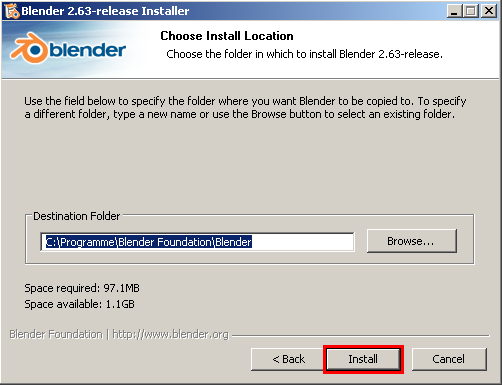 Blender 2.63-release Installer
blender
Choose Install Location
Choose the folder in which to install Blender 2.63-release.
Use the field below to specify the folder where you want Blender to be copied to. To specify
a different folder, type a new name or use the Browse button to select an existing folder.
Destination Folder
C:\Programme\Blender Foundation\Blender
Browse...
Space required: 97.1MB
Space available: 1.1GB
Blender Foundation | http://www.blender.org
< Back
Install
Cancel